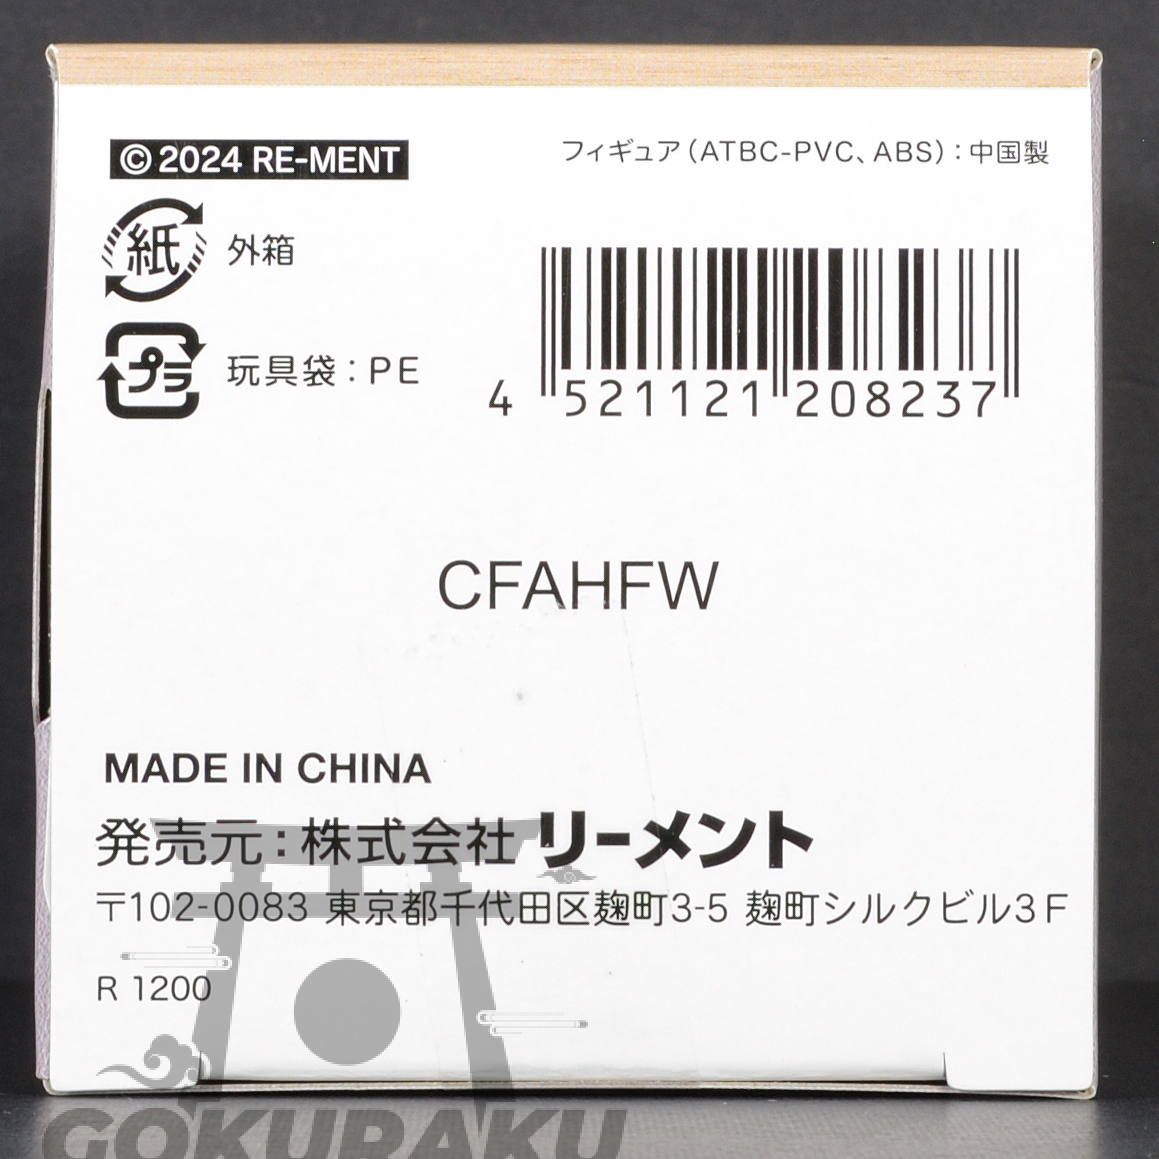 © 2024 RE-MENT
フィギュア（ATBC-PVC、ABS）：中国製
紙 外箱
プラ 玩具袋：PE
4 521121 208237
CFAHFW
MADE IN CHINA
発売元：株式会社 リーメント
〒102-0083 東京都千代田区麹町3-5 麹町シルクビル3F
R 1200
GOKURAKU